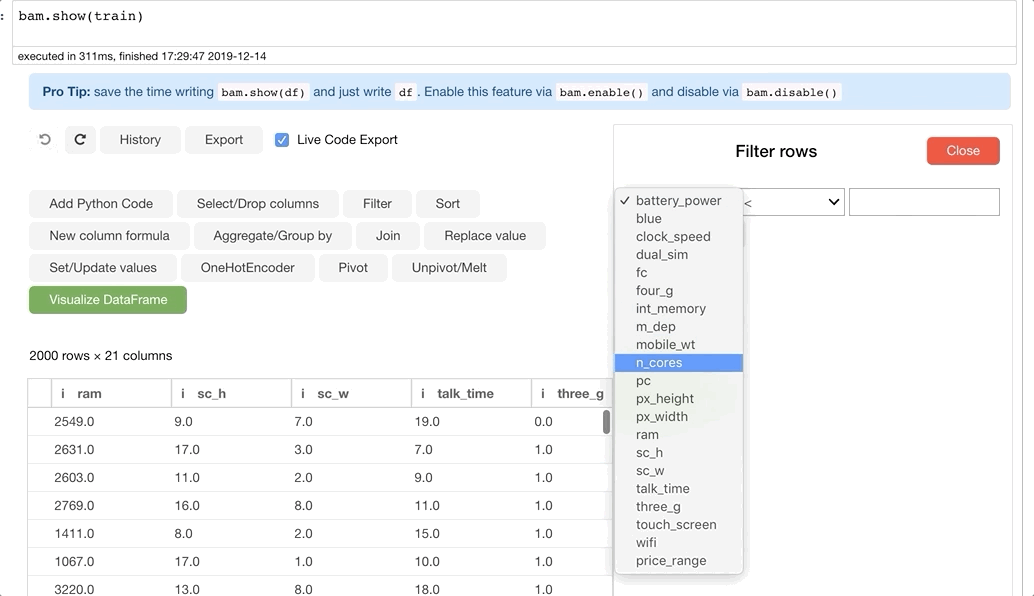 : bam.show(train)
executed in 311ms, finished 17:29:47 2019-12-14
Pro Tip: save the time writing bam.show(df) and just write df . Enable this feature via bam.enable() and disable via bam.disable()
History Export Live Code Export
Filter rows Close
Add Python Code Select/Drop columns Filter Sort
New column formula Aggregate/Group by Join Replace value
Set/Update values OneHotEncoder Pivot Unpivot/Melt
Visualize DataFrame
2000 rows × 21 columns
i ram i sc_h i sc_w i talk_time i three_g
2549.0 9.0 7.0 19.0 0.0
2631.0 17.0 3.0 7.0 1.0
2603.0 11.0 2.0 9.0 1.0
2769.0 16.0 8.0 11.0 1.0
1411.0 8.0 2.0 15.0 1.0
1067.0 17.0 1.0 10.0 1.0
3220.0 13.0 8.0 18.0 1.0
✓ battery_power <
blue
clock_speed
dual_sim
fc
four_g
int_memory
m_dep
mobile_wt
n_cores
pc
px_height
px_width
ram
sc_h
sc_w
talk_time
three_g
touch_screen
wifi
price_range